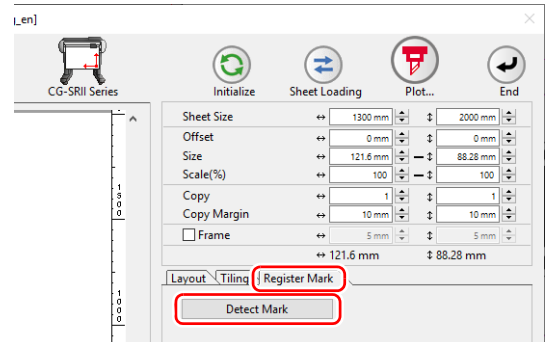 _en]
CG-SRII Series
Initialize
Sheet Loading
Plot...
End
Sheet Size ↔ 1300 mm ↕ 2000 mm
Offset ↔ 0 mm ↕ 0 mm
Size ↔ 121.6 mm ↕ 88.28 mm
Scale(%) ↔ 100 ↕ 100
Copy ↔ 1 ↕ 1
Copy Margin ↔ 10 mm ↕ 10 mm
Frame ↔ 5 mm ↕ 5 mm
↔ 121.6 mm ↕ 88.28 mm
Layout Tiling Register Mark
Detect Mark
1500
1000